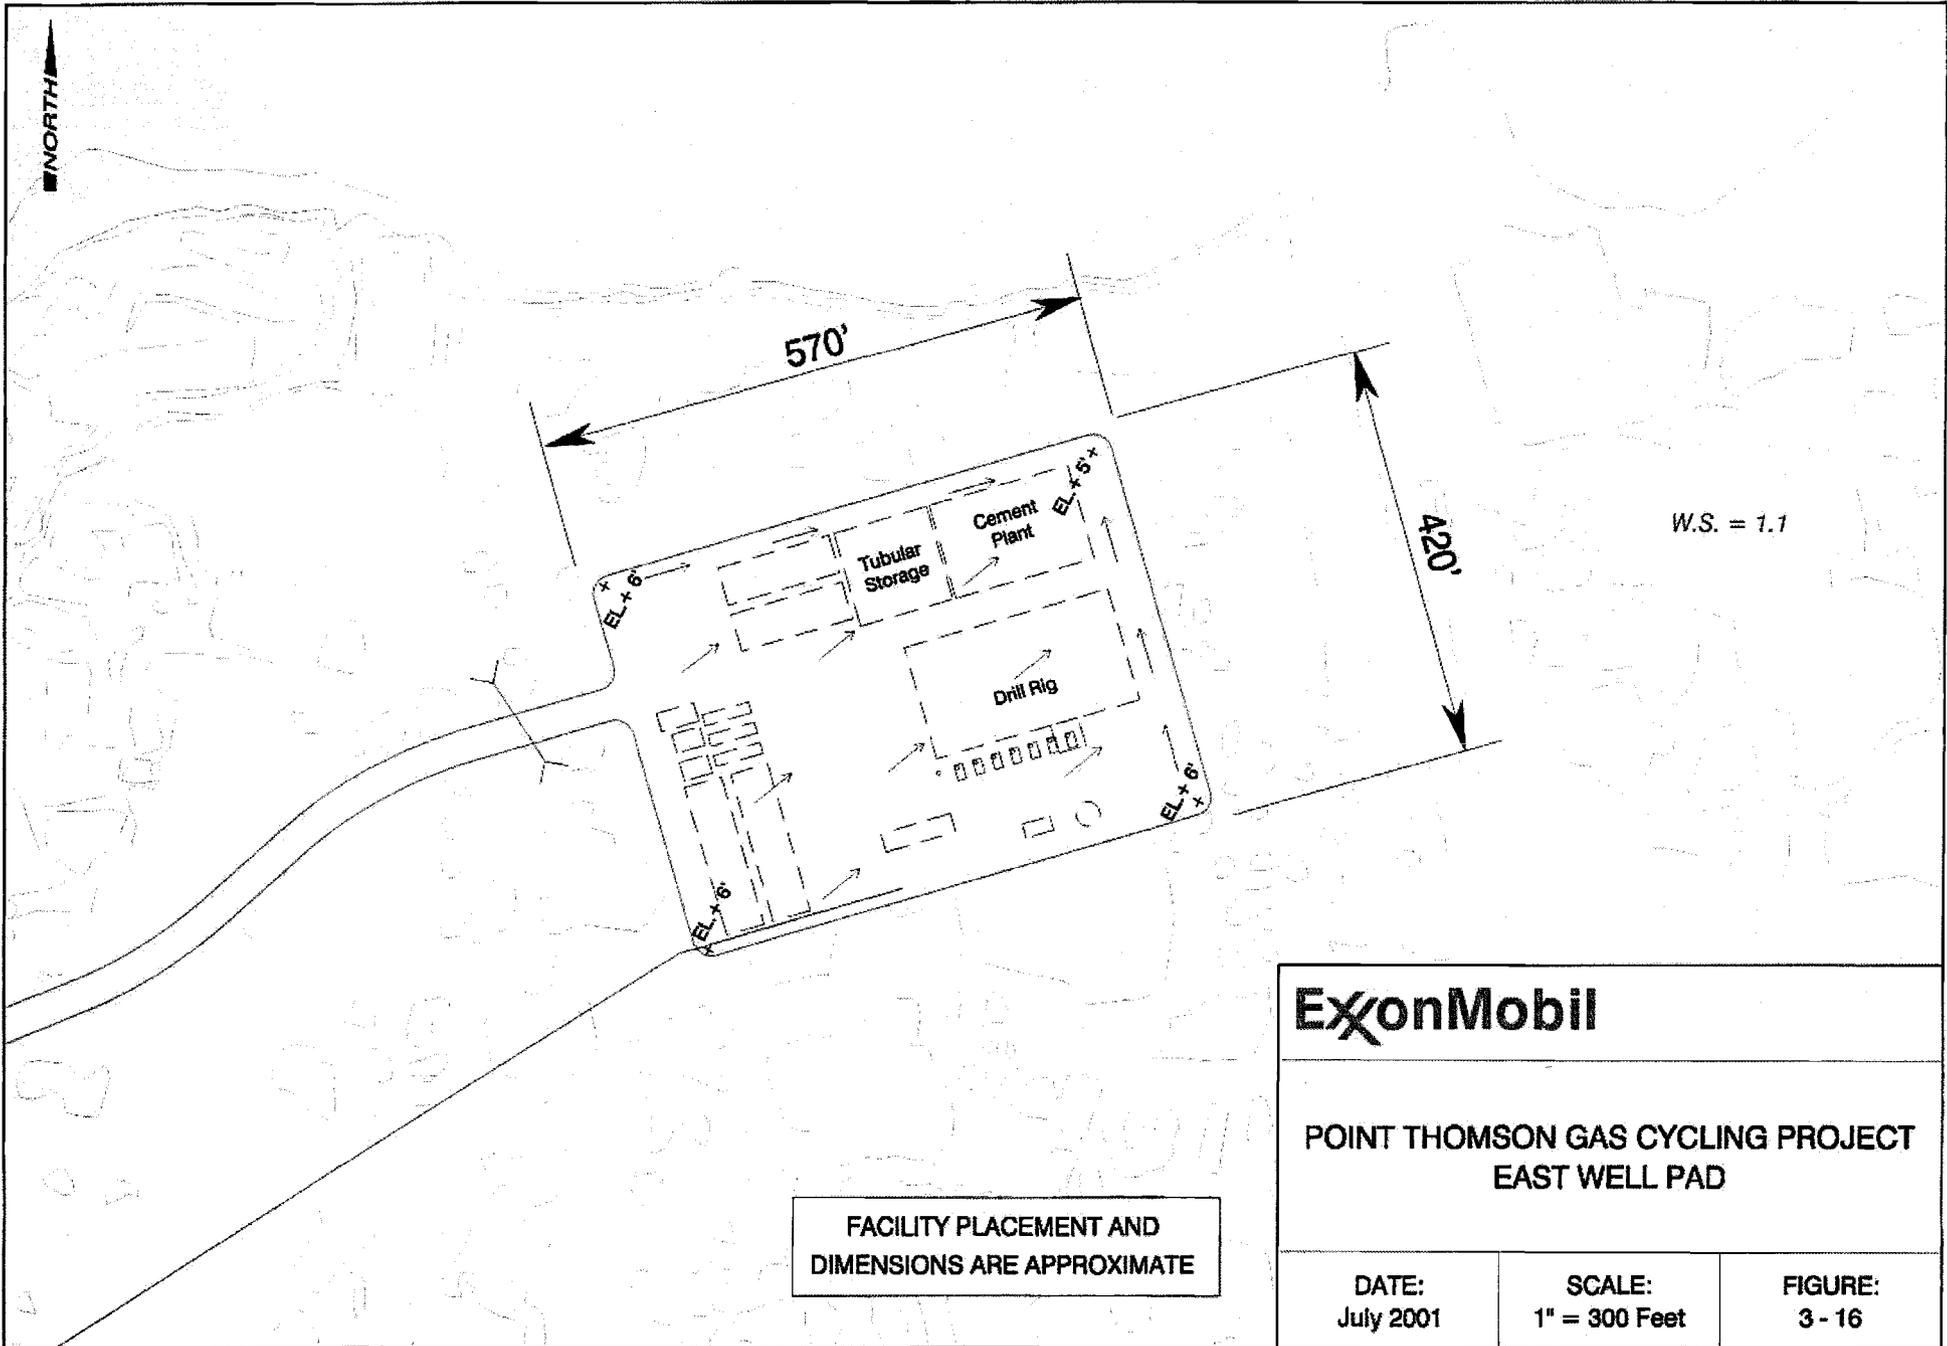 NORTH
570'
420'
W.S. = 1.1
EL. + 5'
Cement
Plant
Tubular
Storage
EL. + 6'
Drill Rig
EL. + 6'
EL. + 6'
ExxonMobil
POINT THOMSON GAS CYCLING PROJECT
EAST WELL PAD
FACILITY PLACEMENT AND
DIMENSIONS ARE APPROXIMATE
DATE:
July 2001
SCALE:
1" = 300 Feet
FIGURE:
3 - 16